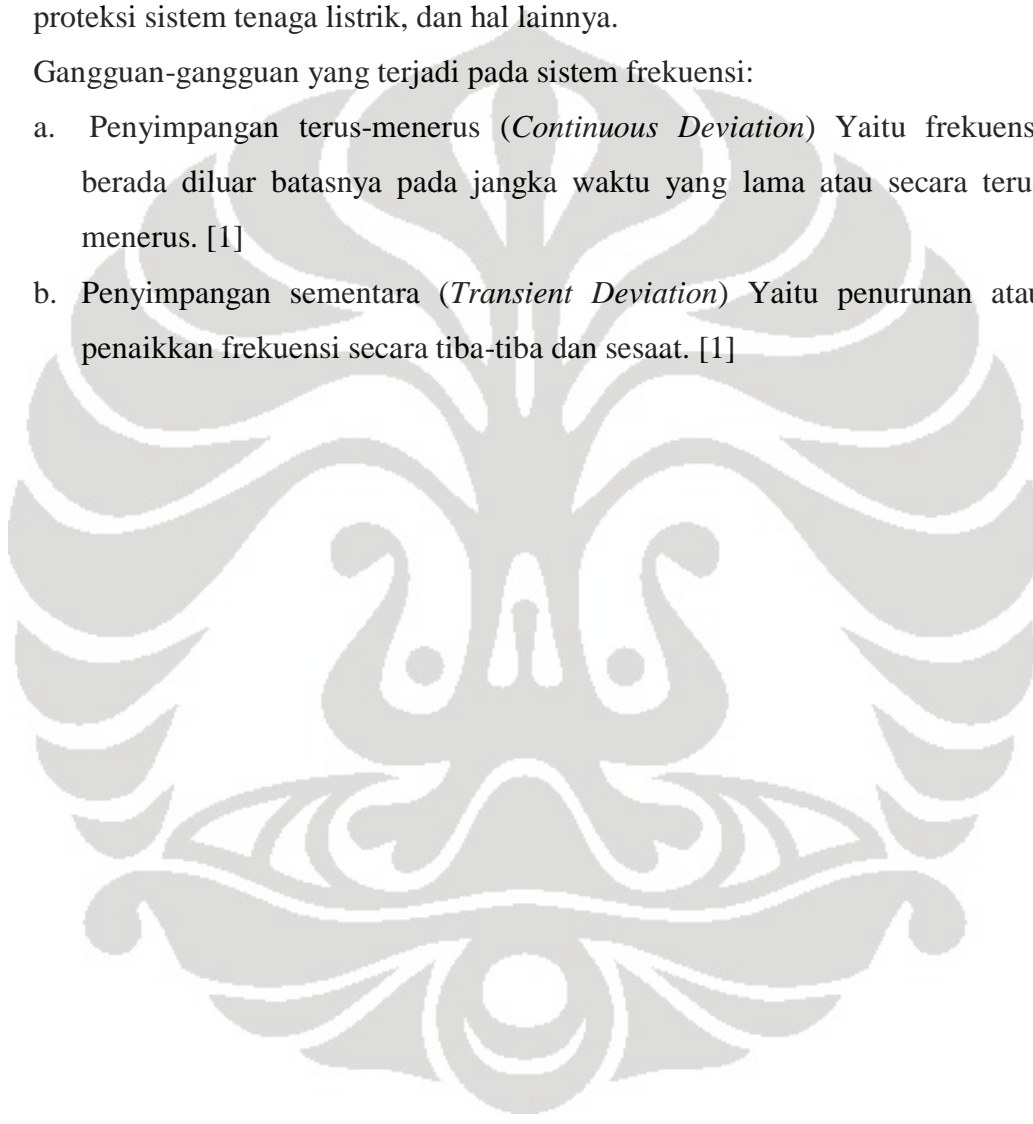 proteksi sistem tenaga listrik, dan hal lainnya.
Gangguan-gangguan yang terjadi pada sistem frekuensi:
a. Penyimpangan terus-menerus (Continuous Deviation) Yaitu frekuens
berada diluar batasnya pada jangka waktu yang lama atau secara teru
menerus. [1]
b. Penyimpangan sementara (Transient Deviation) Yaitu penurunan atau
penaikkan frekuensi secara tiba-tiba dan sesaat. [1]